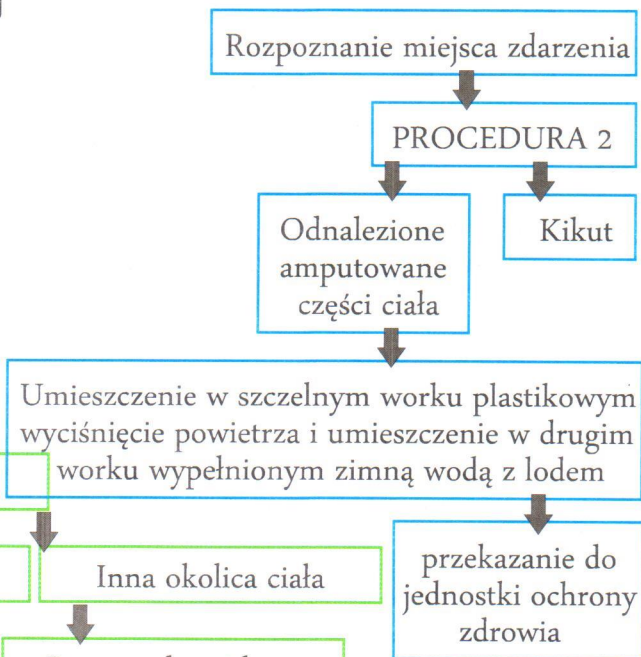 Rozpoznanie miejsca zdarzenia
PROCEDURA 2
Odnalezione
amputowane
części ciała
Kikut
Umieszczenie w szczelnym worku plastikowym
wyciśnięcie powietrza i umieszczenie w drugim
worku wypełnionym zimną wodą z lodem
Inna okolica ciała
przekazanie do
jednostki ochrony
zdrowia